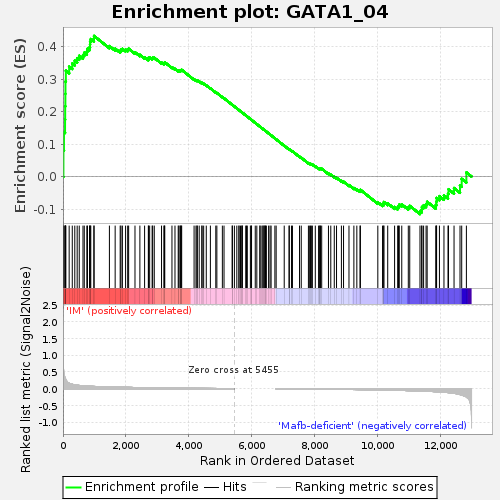 Enrichment plot: GATA1_04
Enrichment score (ES)
0.4
0.3
0.2
0.1
0.0
-0.1
'IM' (positively correlated)
Ranked list metric (Signal2Noise)
2.5
2.0
1.5
1.0
0.5
0.0
-0.5
-1.0
Zero cross at 5455
'Mafb-deficient' (negatively correlated)
0
2,000
4,000
6,000
8,000
10,000
12,000
Rank in Ordered Dataset
Enrichment profile
Hits
Ranking metric scores